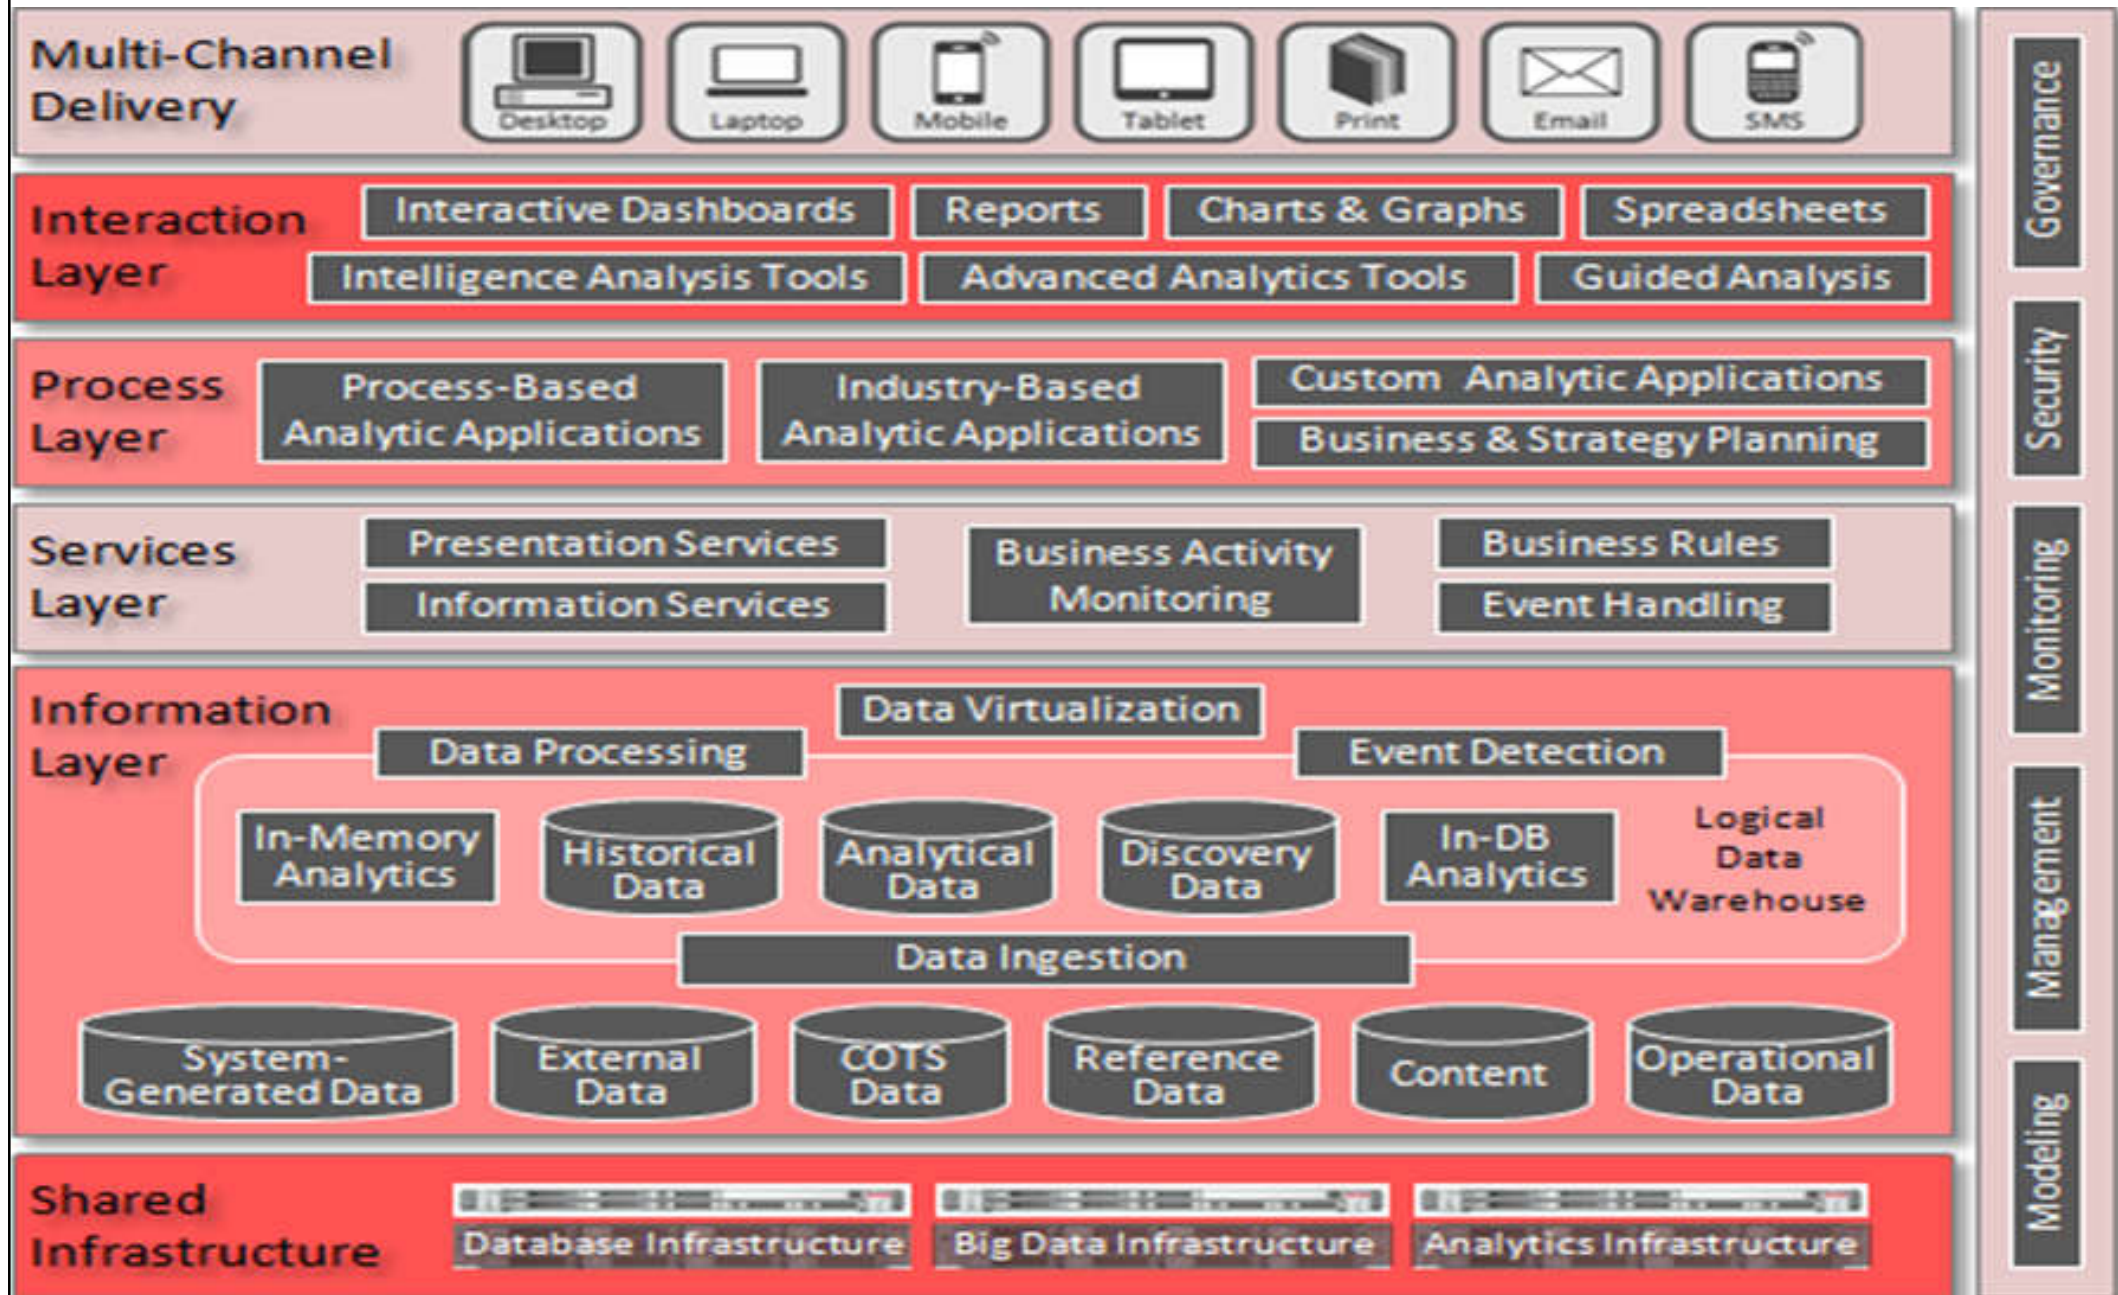 Multi-Channel
Delivery
Desktop
Laptop
Mobile
Tablet
Print
Email
SMS
Interaction
Layer
Interactive Dashboards
Reports
Charts & Graphs
Spreadsheets
Intelligence Analysis Tools
Advanced Analytics Tools
Guided Analysis
Process
Layer
Process-Based
Analytic Applications
Industry-Based
Analytic Applications
Custom Analytic Applications
Business & Strategy Planning
Services
Layer
Presentation Services
Information Services
Business Activity
Monitoring
Business Rules
Event Handling
Information
Layer
Data Virtualization
Data Processing
Event Detection
In-Memory
Analytics
Historical
Data
Analytical
Data
Discovery
Data
In-DB
Analytics
Logical
Data
Warehouse
Data Ingestion
System-
Generated Data
External
Data
COTS
Data
Reference
Data
Content
Operational
Data
Shared
Infrastructure
Database Infrastructure
Big Data Infrastructure
Analytics Infrastructure
Governance
Security
Monitoring
Management
Modeling